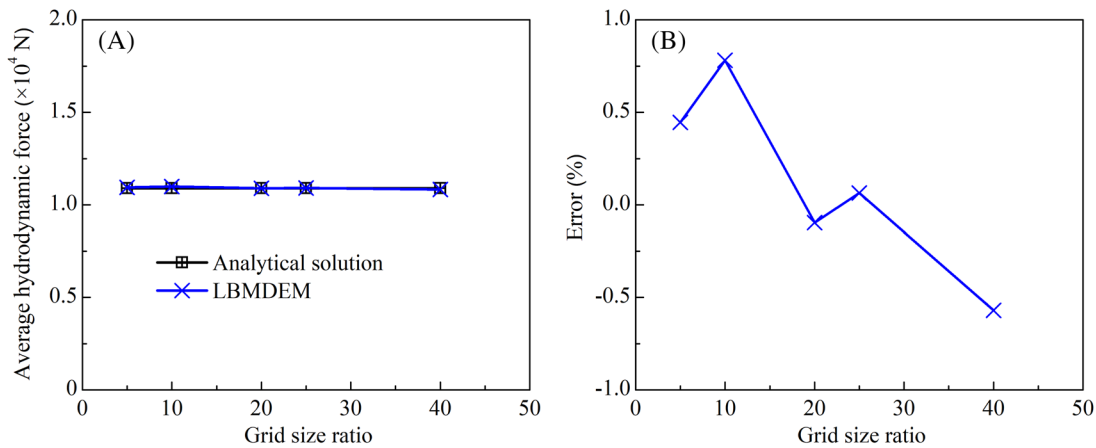 (A)
Average hydrodynamic force (×10⁴ N)
2.0
1.5
1.0
0.5
0
Analytical solution
LBMDEM
0 10 20 30 40 50
Grid size ratio
(B)
Error (%)
1.0
0.5
0.0
-0.5
-1.0
0 10 20 30 40 50
Grid size ratio